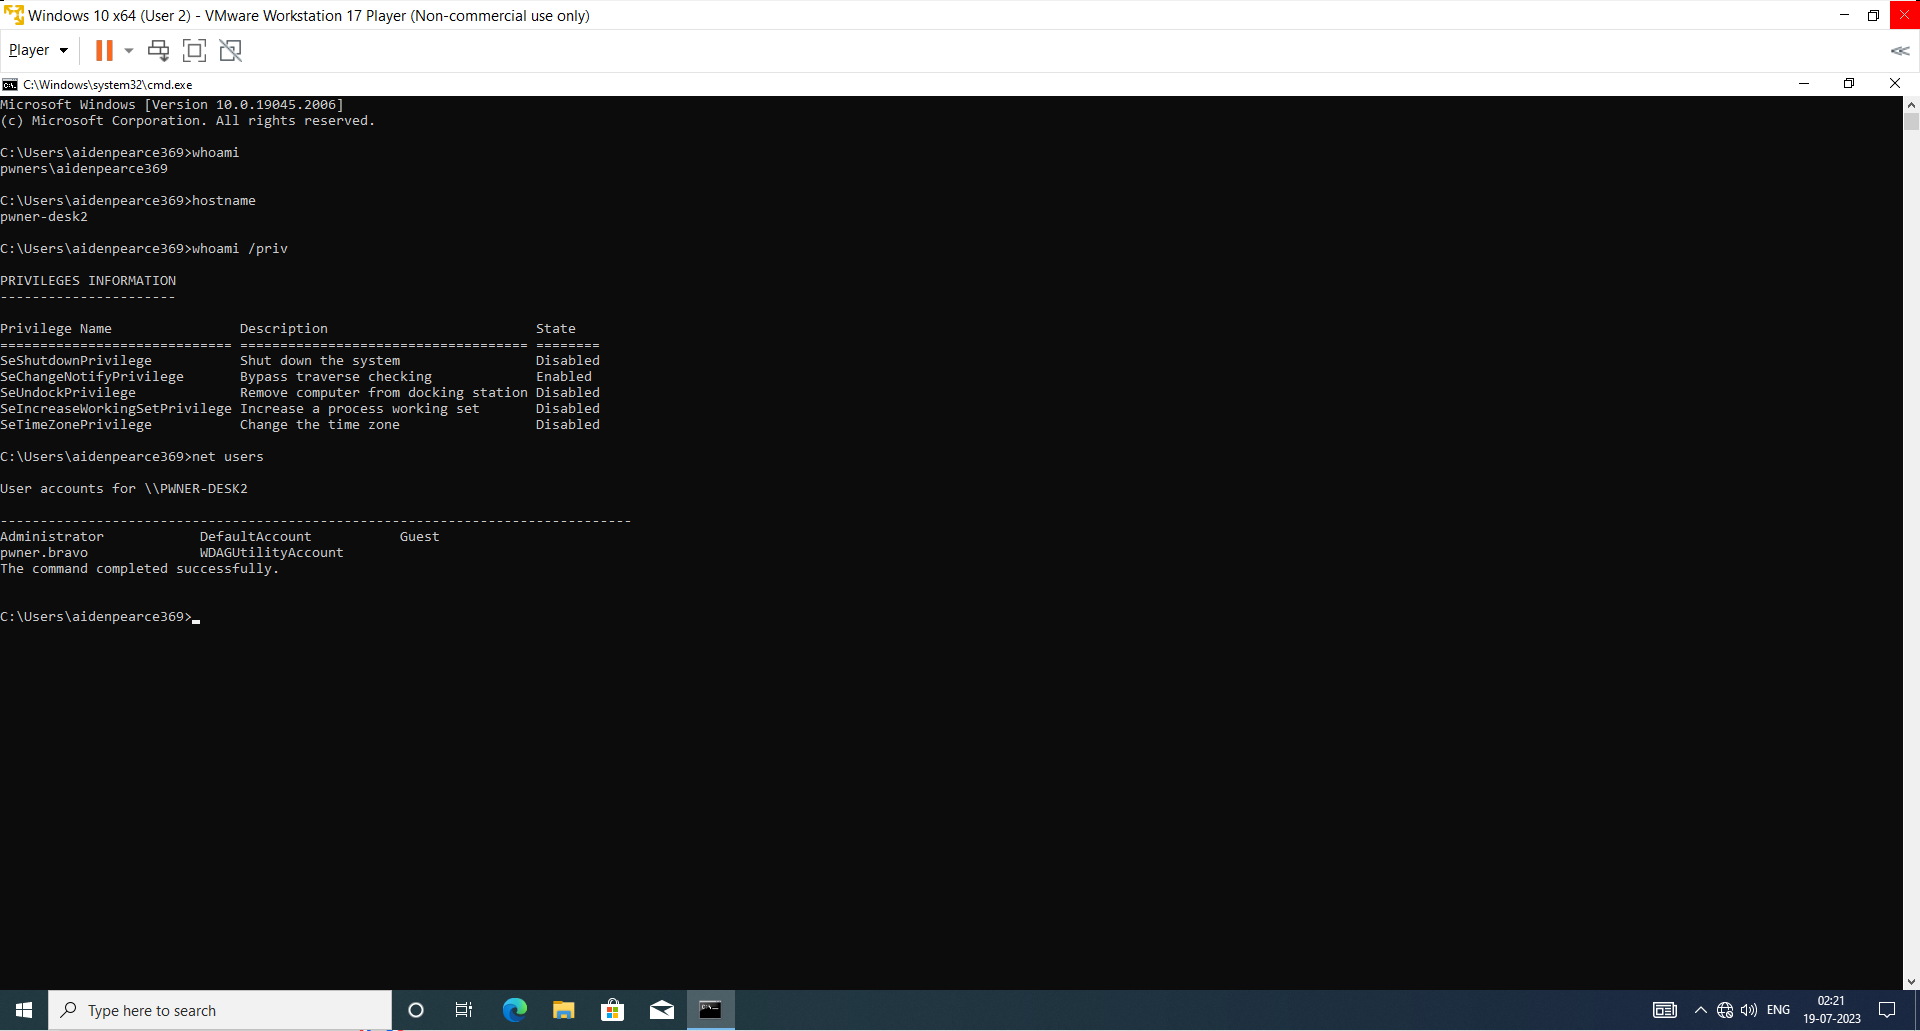 Windows 10 x64 (User 2) - VMware Workstation 17 Player (Non-commercial use only)
Player
C:\Windows\system32\cmd.exe
Microsoft Windows [Version 10.0.19045.2006]
(c) Microsoft Corporation. All rights reserved.
C:\Users\aidenpearce369>whoami
pwners\aidenpearce369
C:\Users\aidenpearce369>hostname
pwner-desk2
C:\Users\aidenpearce369>whoami /priv
PRIVILEGES INFORMATION
----------------------
Privilege Name                Description                          State
============================= ==================================== ========
SeShutdownPrivilege           Shut down the system                 Disabled
SeChangeNotifyPrivilege       Bypass traverse checking             Enabled
SeUndockPrivilege             Remove computer from docking station Disabled
SeIncreaseWorkingSetPrivilege Increase a process working set       Disabled
SeTimeZonePrivilege           Change the time zone                 Disabled
C:\Users\aidenpearce369>net users
User accounts for \\PWNER-DESK2
-------------------------------------------------------------------------------
Administrator            DefaultAccount           Guest
pwner.bravo              WDAGUtilityAccount
The command completed successfully.
C:\Users\aidenpearce369>
Type here to search
ENG
02:21
19-07-2023